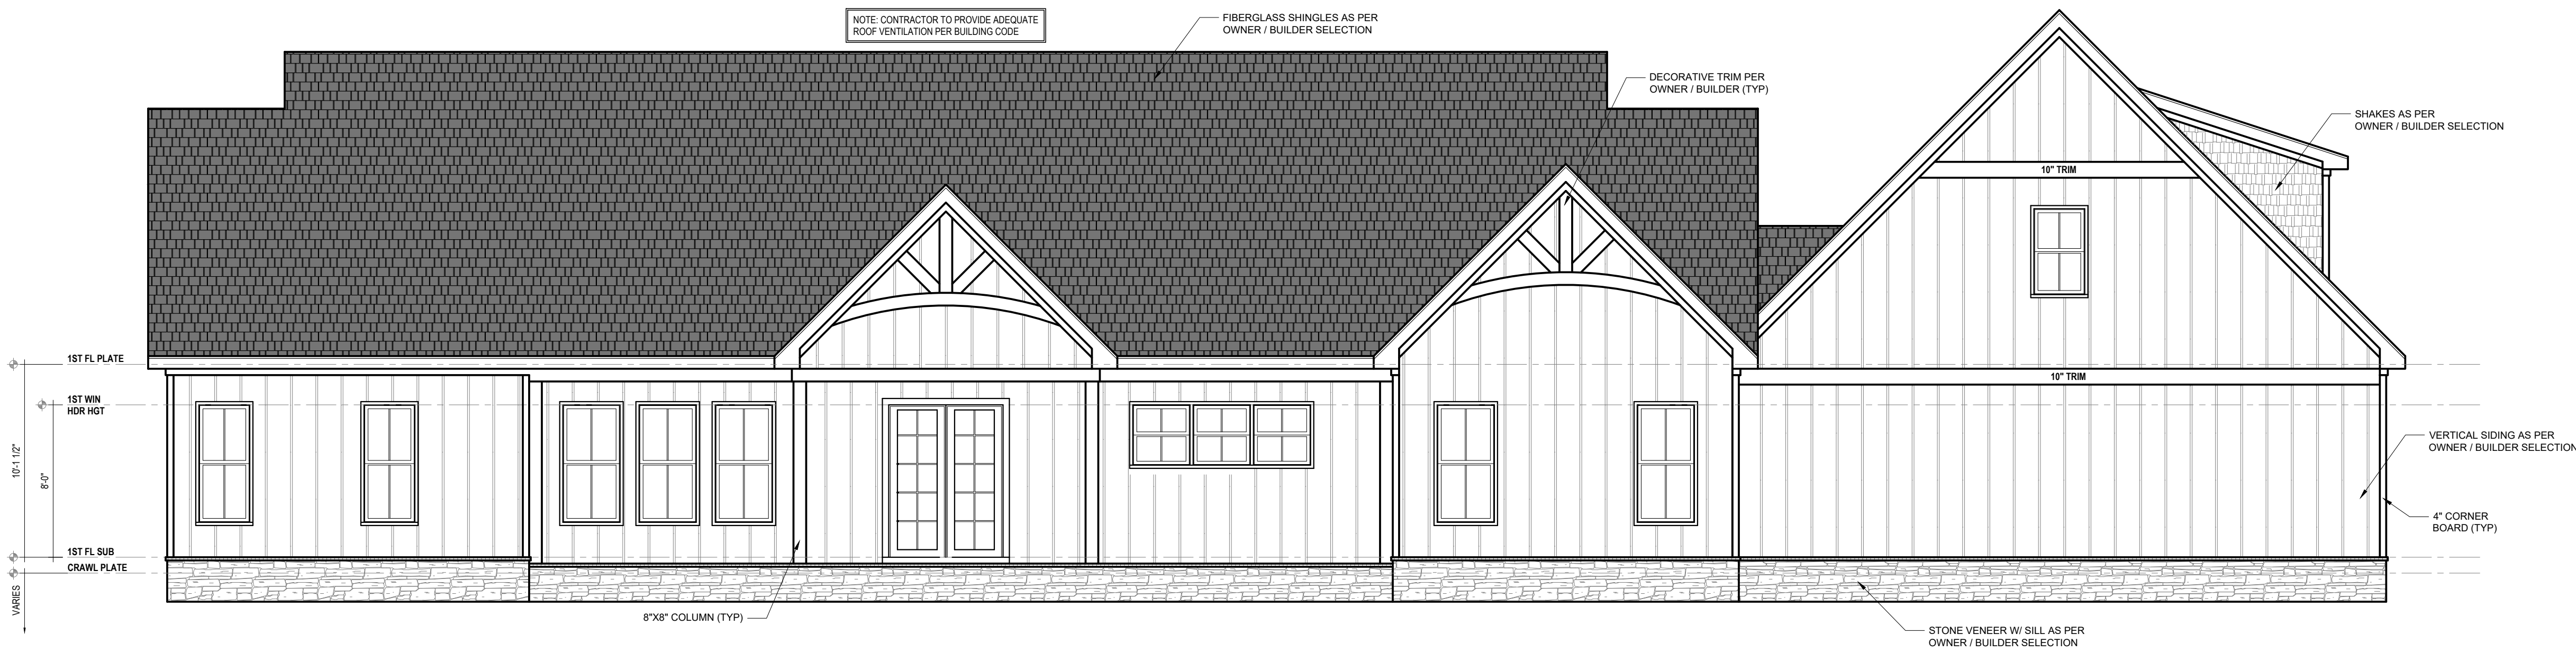 NOTE: CONTRACTOR TO PROVIDE ADEQUATE
ROOF VENTILATION PER BUILDING CODE
FIBERGLASS SHINGLES AS PER
OWNER / BUILDER SELECTION
DECORATIVE TRIM PER
OWNER / BUILDER (TYP)
SHAKES AS PER
OWNER / BUILDER SELECTION
10" TRIM
1ST FL PLATE
10" TRIM
1ST WIN
HDR HGT
VERTICAL SIDING AS PER
OWNER / BUILDER SELECTION
10'-1 1/2"
8'-0"
4" CORNER
BOARD (TYP)
1ST FL SUB
CRAWL PLATE
VARIES
8"X8" COLUMN (TYP)
STONE VENEER W/ SILL AS PER
OWNER / BUILDER SELECTION